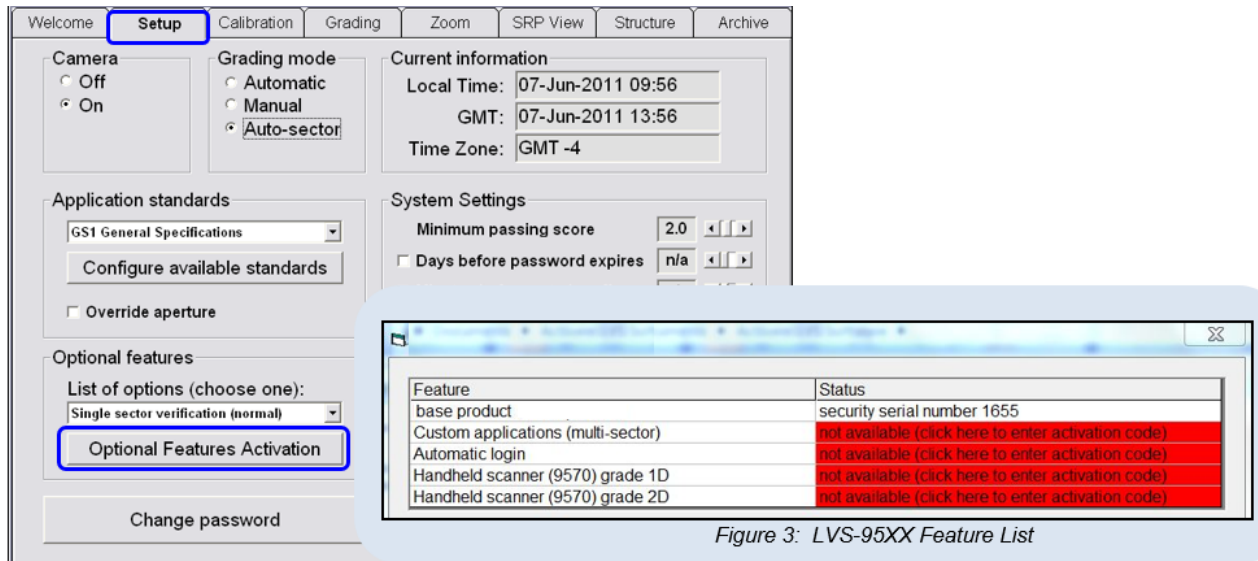 Welcome Setup Calibration Grading Zoom SRP View Structure Archive
Camera
Off
On
Grading mode
Automatic
Manual
Auto-sector
Current information
Local Time: 07-Jun-2011 09:56
GMT: 07-Jun-2011 13:56
Time Zone: GMT -4
Application standards
GS1 General Specifications
Configure available standards
Override aperture
System Settings
Minimum passing score 2.0
Days before password expires n/a
Optional features
List of options (choose one):
Single sector verification (normal)
Optional Features Activation
Change password
Feature Status
base product security serial number 1655
Custom applications (multi-sector) not available (click here to enter activation code)
Automatic login not available (click here to enter activation code)
Handheld scanner (9570) grade 1D not available (click here to enter activation code)
Handheld scanner (9570) grade 2D not available (click here to enter activation code)
Figure 3: LVS-95XX Feature List